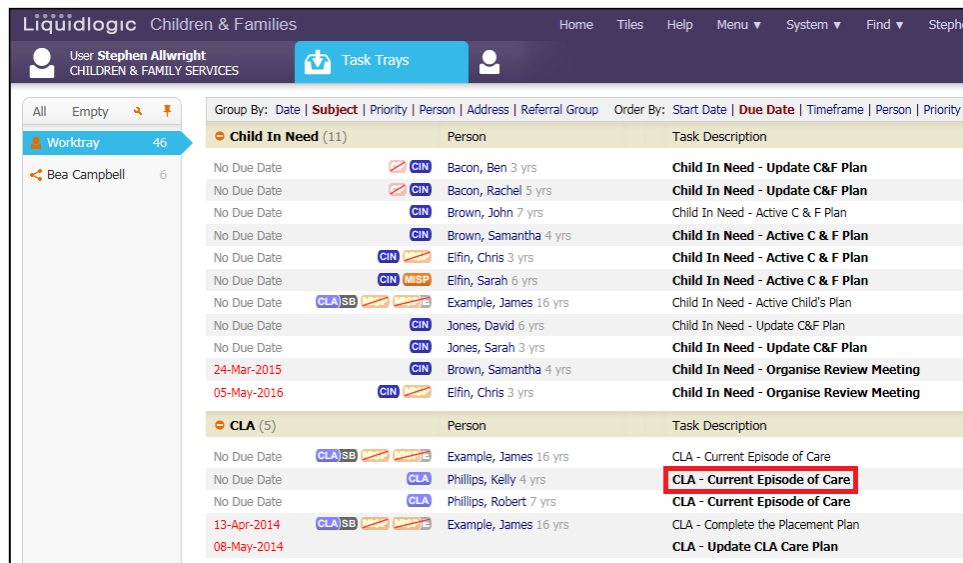 Liquidlogic Children & Families Home Tiles Help Menu ▼ System ▼ Find ▼ Steph
User Stephen Allwright
CHILDREN & FAMILY SERVICES
Task Trays
All Empty
Group By: Date | Subject | Priority | Person | Address | Referral Group Order By: Start Date | Due Date | Timeframe | Person | Priority
Worktray 46
Bea Campbell 6
Child In Need (11) Person Task Description
No Due Date CIN Bacon, Ben 3 yrs Child In Need - Update C&F Plan
No Due Date CIN Bacon, Rachel 5 yrs Child In Need - Update C&F Plan
No Due Date CIN Brown, John 7 yrs Child In Need - Active C & F Plan
No Due Date CIN Brown, Samantha 4 yrs Child In Need - Active C & F Plan
No Due Date CIN Elfin, Chris 3 yrs Child In Need - Active C & F Plan
No Due Date CIN MISP Elfin, Sarah 6 yrs Child In Need - Active C & F Plan
No Due Date CLA SB Example, James 16 yrs Child In Need - Active Child's Plan
No Due Date CIN Jones, David 6 yrs Child In Need - Update C&F Plan
No Due Date CIN Jones, Sarah 3 yrs Child In Need - Update C&F Plan
24-Mar-2015 CIN Brown, Samantha 4 yrs Child In Need - Organise Review Meeting
05-May-2016 CIN Elfin, Chris 3 yrs Child In Need - Organise Review Meeting
CLA (5) Person Task Description
No Due Date CLA SB Example, James 16 yrs CLA - Current Episode of Care
No Due Date CLA Phillips, Kelly 4 yrs CLA - Current Episode of Care
No Due Date CLA Phillips, Robert 7 yrs CLA - Current Episode of Care
13-Apr-2014 CLA SB Example, James 16 yrs CLA - Complete the Placement Plan
08-May-2014 CLA - Update CLA Care Plan